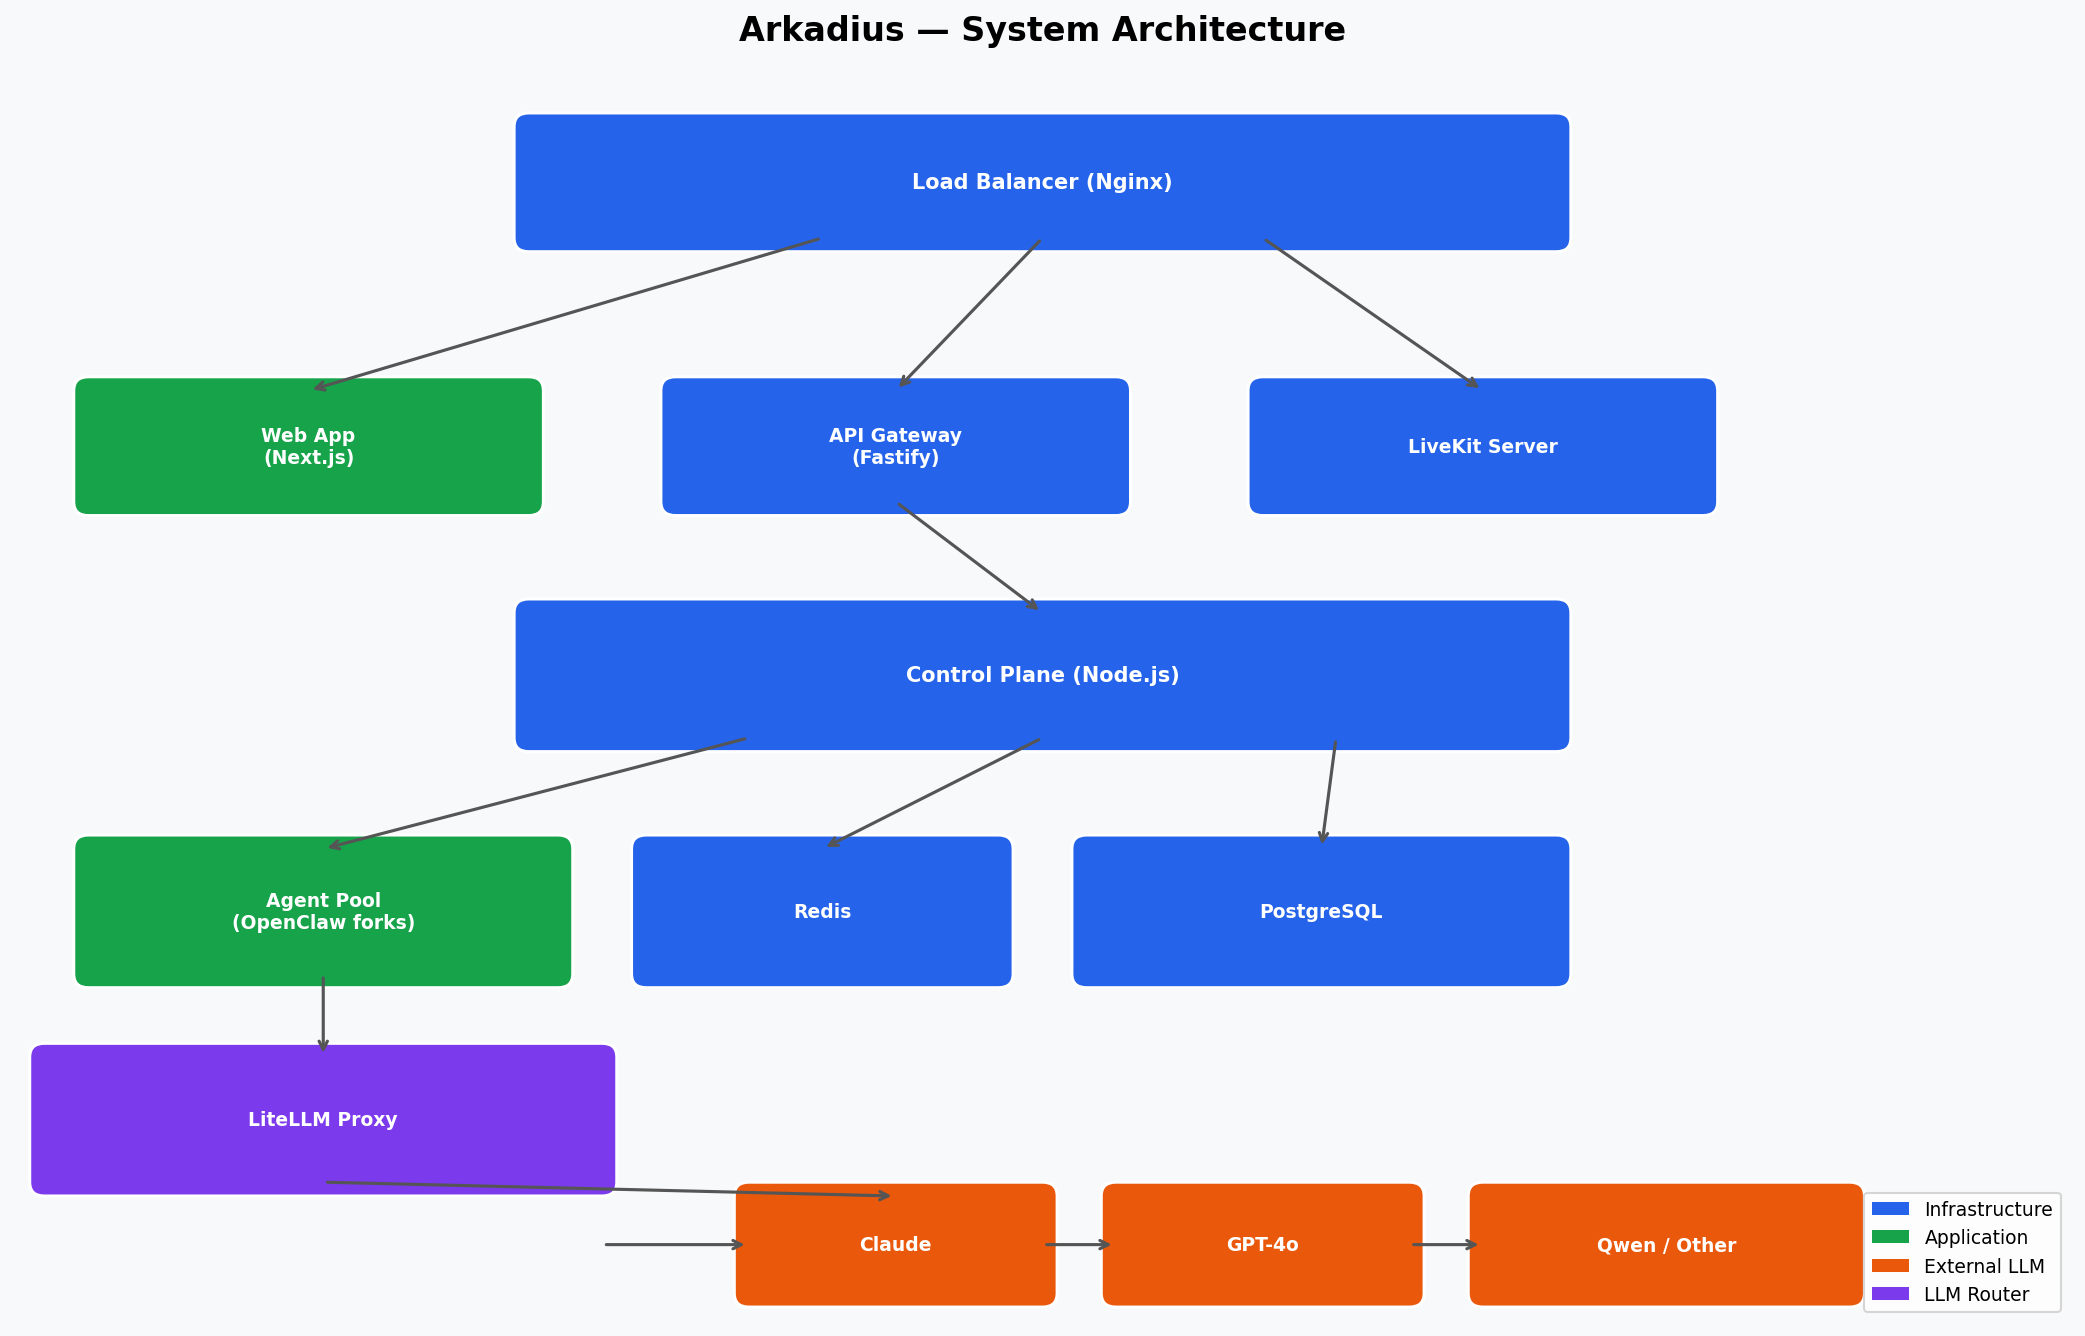 Arkadius — System Architecture
Load Balancer (Nginx)
Web App
(Next.js)
API Gateway
(Fastify)
LiveKit Server
Control Plane (Node.js)
Agent Pool
(OpenClaw forks)
Redis
PostgreSQL
LiteLLM Proxy
Claude
GPT-4o
Qwen / Other
Infrastructure
Application
External LLM
LLM Router